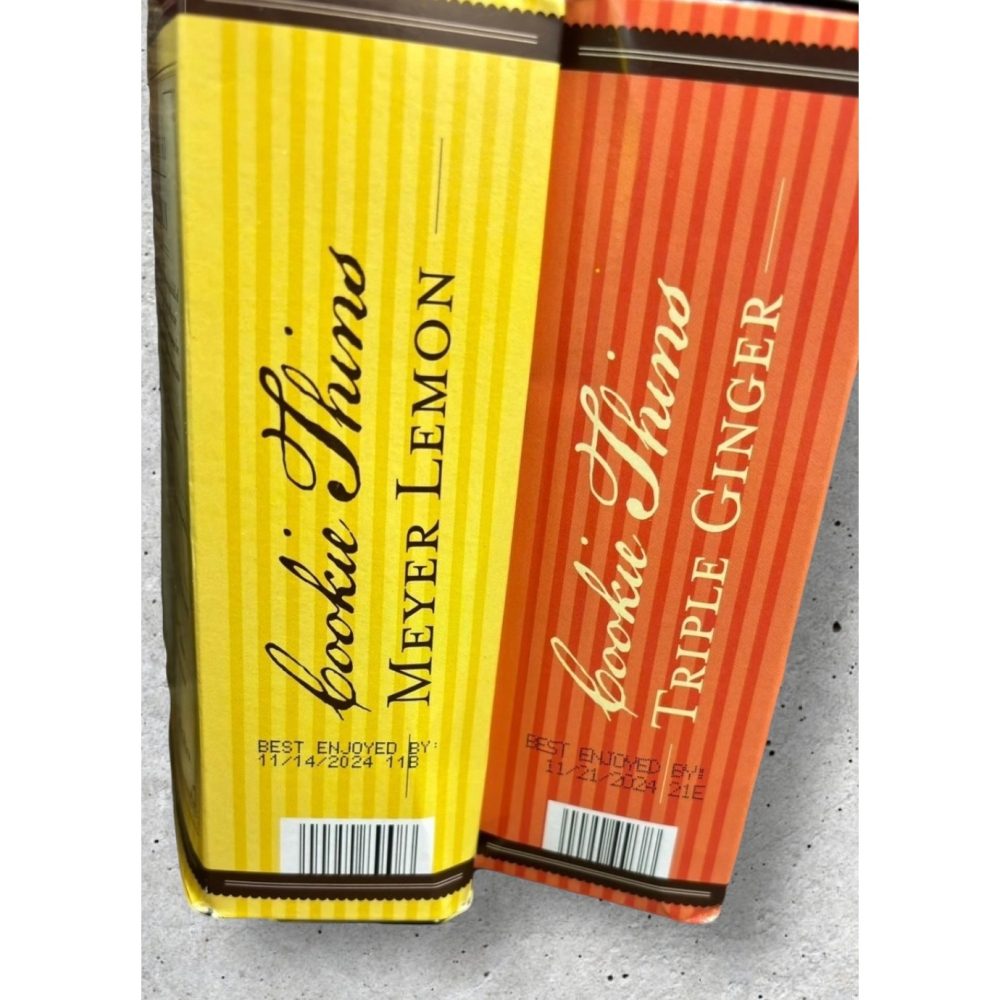 Cookie Thins
MEYER LEMON
BEST ENJOYED BY:
11/14/2024 11B
Cookie Thins
TRIPLE GINGER
BEST ENJOYED BY:
11/21/2024 21E